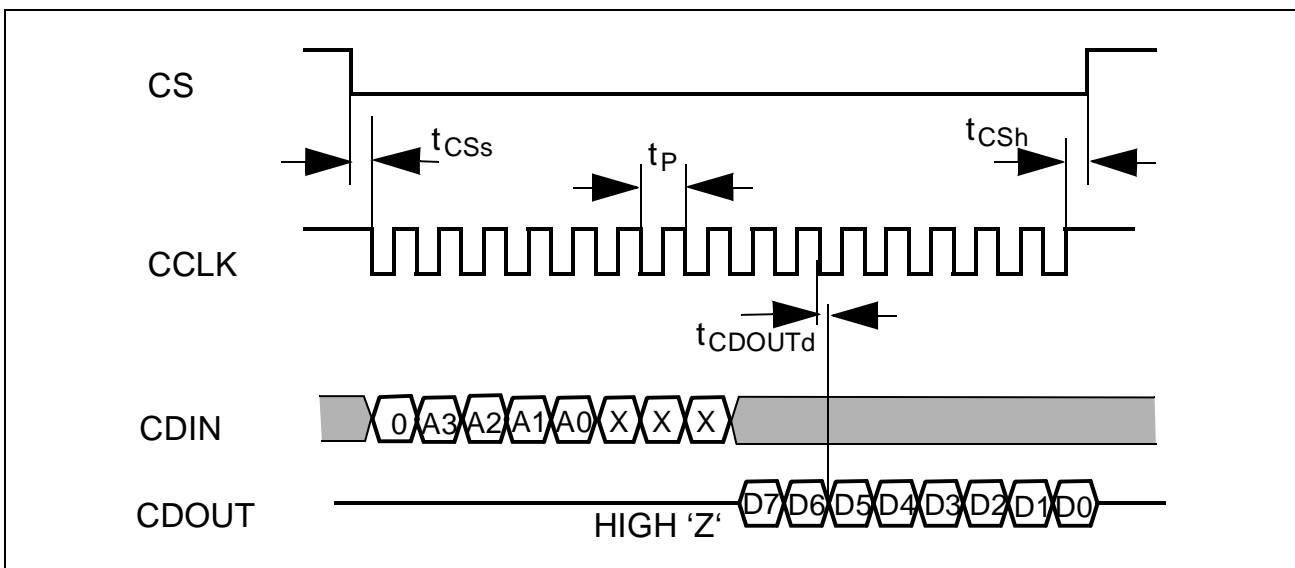 CS
tCSs
tP
tCSh
CCLK
tCDOUTd
CDIN
0 A3 A2 A1 A0 X X X
CDOUT
HIGH ‘Z‘
D7 D6 D5 D4 D3 D2 D1 D0